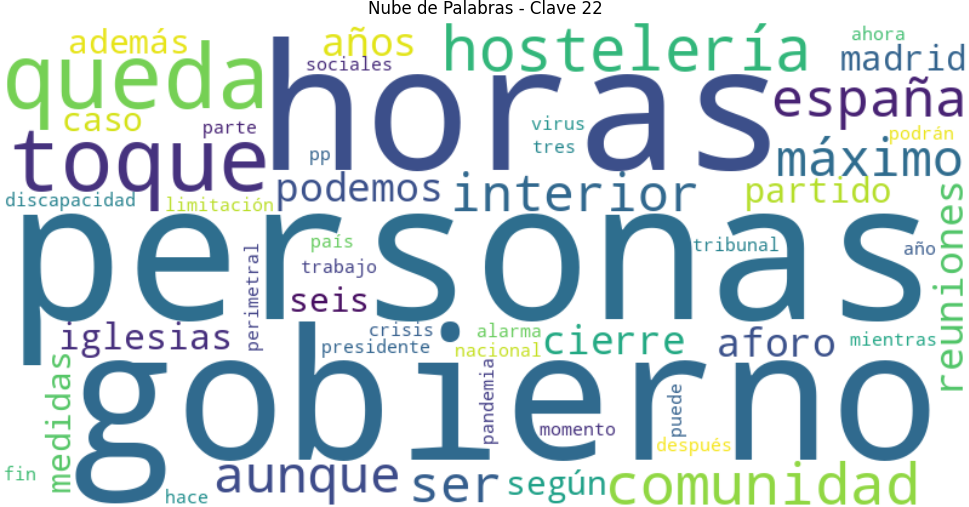 Nube de Palabras - Clave 22
además
años
hostelería
ahora
madrid
queda
horas
sociales
españa
caso
parte
virus
podrán
toque
pp
tres
máximo
podemos
interior
partido
discapacidad
limitación
reuniones
personas
país
tribunal
año
trabajo
perimetral
seis
iglesias
crisis
alarma
cierre
aforo
mientras
presidente
nacional
medidas
gobierno
pandemia
puede
momento
después
fin
aunque
ser
según
comunidad
hace